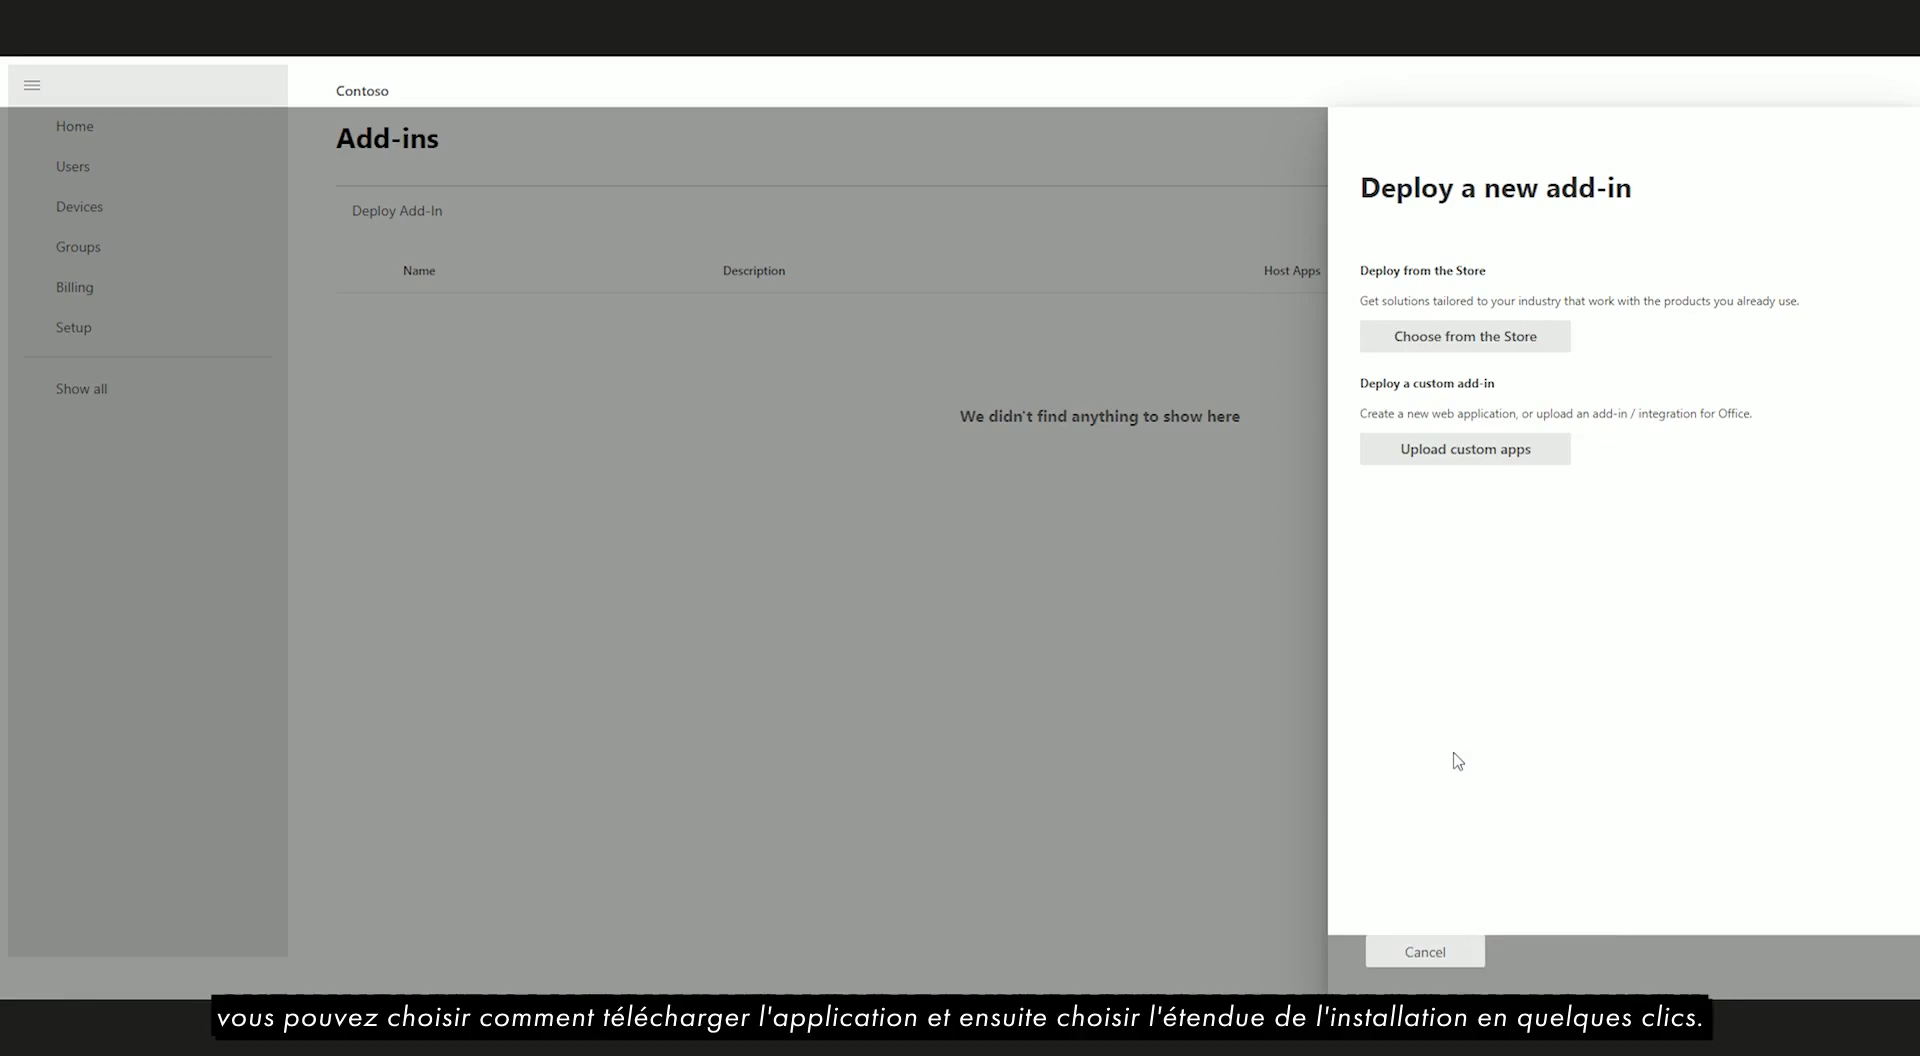 Contoso
Home
Users
Devices
Groups
Billing
Setup
Show all
Add-ins
Deploy Add-In
Name
Description
Host Apps
We didn't find anything to show here
Deploy a new add-in
Deploy from the Store
Get solutions tailored to your industry that work with the products you already use.
Choose from the Store
Deploy a custom add-in
Create a new web application, or upload an add-in / integration for Office.
Upload custom apps
Cancel
vous pouvez choisir comment télécharger l'application et ensuite choisir l'étendue de l'installation en quelques clics.